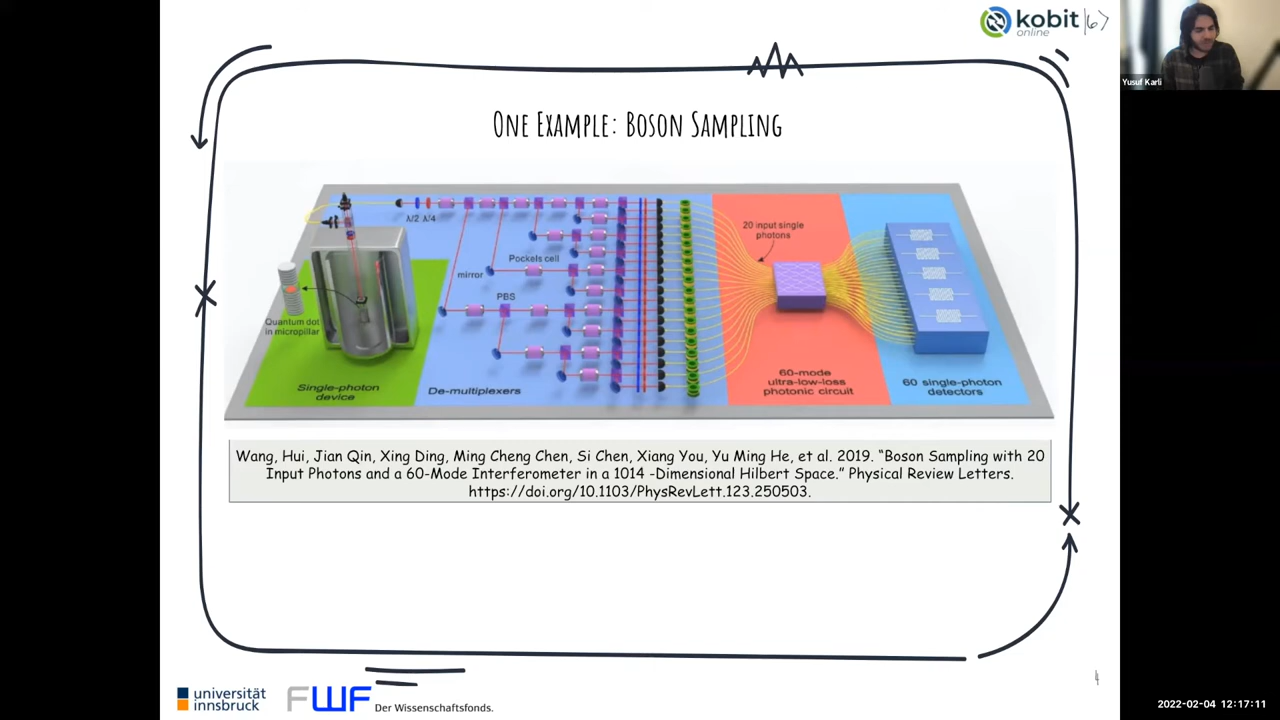 kobit |6>
online
Yusuf Karli
One Example: Boson Sampling
λ/2 λ/4
20 input single
photons
Pockels cell
mirror
PBS
Quantum dot
in micropillar
Single-photon
device
De-multiplexers
60-mode
ultra-low-loss
photonic circuit
60 single-photon
detectors
Wang, Hui, Jian Qin, Xing Ding, Ming Cheng Chen, Si Chen, Xiang You, Yu Ming He, et al. 2019. “Boson Sampling with 20
Input Photons and a 60-Mode Interferometer in a 1014 -Dimensional Hilbert Space.” Physical Review Letters.
https://doi.org/10.1103/PhysRevLett.123.250503.
4
universität
innsbruck
FWF Der Wissenschaftsfonds.
2022-02-04 12:17:11